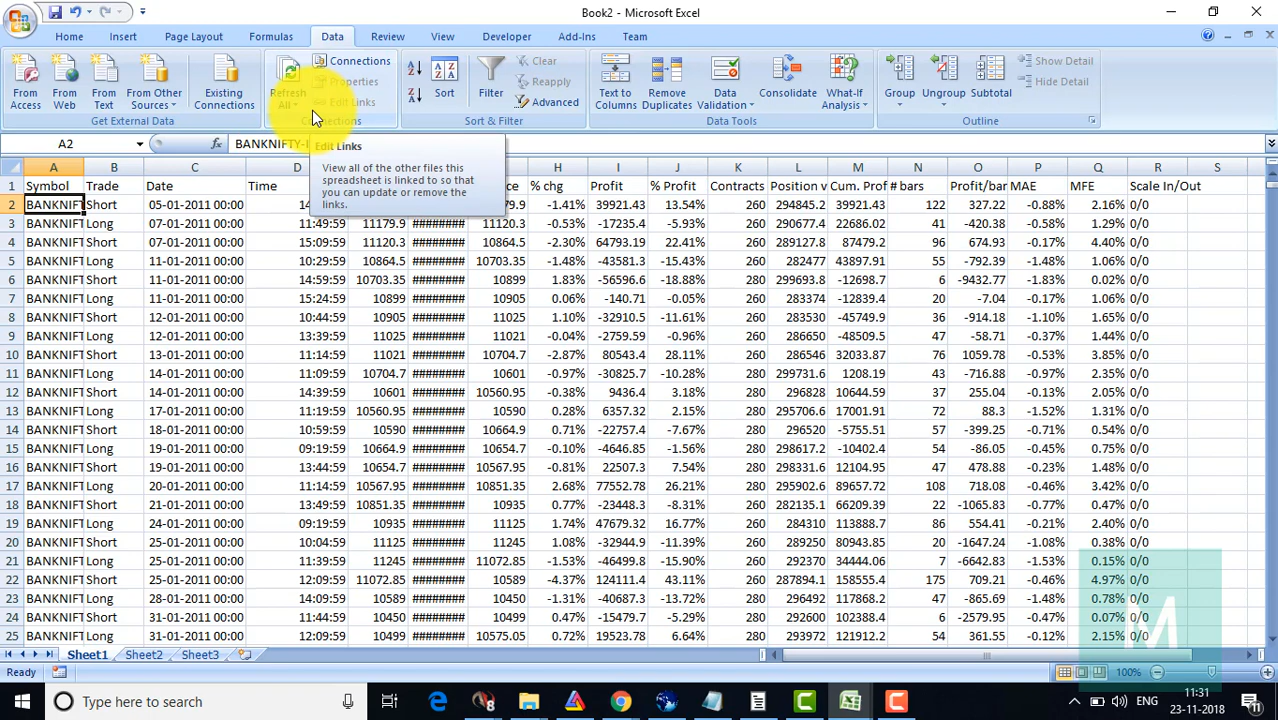 Book2 - Microsoft Excel
Home Insert Page Layout Formulas Data Review View Developer Add-Ins Team
From Access
From Web
From Text
From Other Sources
Existing Connections
Get External Data
Refresh All
Connections
Properties
Edit Links
Connections
Sort
Filter
Clear
Reapply
Advanced
Sort & Filter
Text to Columns
Remove Duplicates
Data Validation
Consolidate
What-If Analysis
Data Tools
Group
Ungroup
Subtotal
Show Detail
Hide Detail
Outline
A2 fx BANKNIFTY-I
Edit Links
View all of the other files this
spreadsheet is linked to so that
you can update or remove the
links.
A B C D H I J K L M N O P Q R S
1 Symbol Trade Date Time % chg Profit % Profit Contracts Position v Cum. Prof # bars Profit/bar MAE MFE Scale In/Out
2 BANKNIFT Short 05-01-2011 00:00 -1.41% 39921.43 13.54% 260 294845.2 39921.43 122 327.22 -0.88% 2.16% 0/0
3 BANKNIFT Long 07-01-2011 00:00 11:49:59 11179.9 ######## 11120.3 -0.53% -17235.4 -5.93% 260 290677.4 22686.02 41 -420.38 -0.58% 1.29% 0/0
4 BANKNIFT Short 07-01-2011 00:00 15:09:59 11120.3 ######## 10864.5 -2.30% 64793.19 22.41% 260 289127.8 87479.2 96 674.93 -0.17% 4.40% 0/0
5 BANKNIFT Long 11-01-2011 00:00 10:29:59 10864.5 ######## 10703.35 -1.48% -43581.3 -15.43% 260 282477 43897.91 55 -792.39 -1.48% 1.06% 0/0
6 BANKNIFT Short 11-01-2011 00:00 14:59:59 10703.35 ######## 10899 1.83% -56596.6 -18.88% 280 299693.8 -12698.7 6 -9432.77 -1.83% 0.02% 0/0
7 BANKNIFT Long 11-01-2011 00:00 15:24:59 10899 ######## 10905 0.06% -140.71 -0.05% 260 283374 -12839.4 20 -7.04 -0.17% 1.06% 0/0
8 BANKNIFT Short 12-01-2011 00:00 10:44:59 10905 ######## 11025 1.10% -32910.5 -11.61% 260 283530 -45749.9 36 -914.18 -1.10% 1.65% 0/0
9 BANKNIFT Long 12-01-2011 00:00 13:39:59 11025 ######## 11021 -0.04% -2759.59 -0.96% 260 286650 -48509.5 47 -58.71 -0.37% 1.44% 0/0
10 BANKNIFT Short 13-01-2011 00:00 11:14:59 11021 ######## 10704.7 -2.87% 80543.4 28.11% 260 286546 32033.87 76 1059.78 -0.53% 3.85% 0/0
11 BANKNIFT Long 14-01-2011 00:00 11:09:59 10704.7 ######## 10601 -0.97% -30825.7 -10.28% 280 299731.6 1208.19 43 -716.88 -0.97% 2.35% 0/0
12 BANKNIFT Short 14-01-2011 00:00 14:39:59 10601 ######## 10560.95 -0.38% 9436.4 3.18% 280 296828 10644.59 37 255.04 -0.13% 2.05% 0/0
13 BANKNIFT Long 17-01-2011 00:00 11:19:59 10560.95 ######## 10590 0.28% 6357.32 2.15% 280 295706.6 17001.91 72 88.3 -1.52% 1.31% 0/0
14 BANKNIFT Short 18-01-2011 00:00 11:04:59 10590 ######## 10664.9 0.71% -22757.4 -7.67% 280 296520 -5755.51 57 -399.25 -0.71% 0.54% 0/0
15 BANKNIFT Long 19-01-2011 00:00 09:19:59 10664.9 ######## 10654.7 -0.10% -4646.85 -1.56% 280 298617.2 -10402.4 54 -86.05 -0.45% 0.75% 0/0
16 BANKNIFT Short 19-01-2011 00:00 13:44:59 10654.7 ######## 10567.95 -0.81% 22507.3 7.54% 280 298331.6 12104.95 47 478.88 -0.23% 1.48% 0/0
17 BANKNIFT Long 20-01-2011 00:00 11:14:59 10567.95 ######## 10851.35 2.68% 77552.78 26.21% 280 295902.6 89657.72 108 718.08 -0.46% 3.42% 0/0
18 BANKNIFT Short 21-01-2011 00:00 13:49:59 10851.35 ######## 10935 0.77% -23448.3 -8.31% 260 282135.1 66209.39 22 -1065.83 -0.77% 0.47% 0/0
19 BANKNIFT Long 24-01-2011 00:00 09:19:59 10935 ######## 11125 1.74% 47679.32 16.77% 260 284310 113888.7 86 554.41 -0.21% 2.40% 0/0
20 BANKNIFT Short 25-01-2011 00:00 10:04:59 11125 ######## 11245 1.08% -32944.9 -11.39% 260 289250 80943.85 20 -1647.24 -1.08% 0.38% 0/0
21 BANKNIFT Long 25-01-2011 00:00 11:39:59 11245 ######## 11072.85 -1.53% -46499.8 -15.90% 260 292370 34444.06 7 -6642.83 -1.53% 0.15% 0/0
22 BANKNIFT Short 25-01-2011 00:00 12:09:59 11072.85 ######## 10589 -4.37% 124111.4 43.11% 260 287894.1 158555.4 175 709.21 -0.46% 4.97% 0/0
23 BANKNIFT Long 28-01-2011 00:00 14:09:59 10589 ######## 10450 -1.31% -40687.3 -13.72% 280 296492 117868.2 47 -865.69 -1.48% 0.78% 0/0
24 BANKNIFT Short 31-01-2011 00:00 11:44:59 10450 ######## 10499 0.47% -15479.7 -5.29% 280 292600 102388.4 6 -2579.95 -0.47% 0.07% 0/0
25 BANKNIFT Long 31-01-2011 00:00 12:09:59 10499 ######## 10575.05 0.72% 19523.78 6.64% 280 293972 121912.2 54 361.55 -0.12% 2.15% 0/0
M
Sheet1 Sheet2 Sheet3
Ready 100%
Type here to search
ENG
11:31
23-11-2018